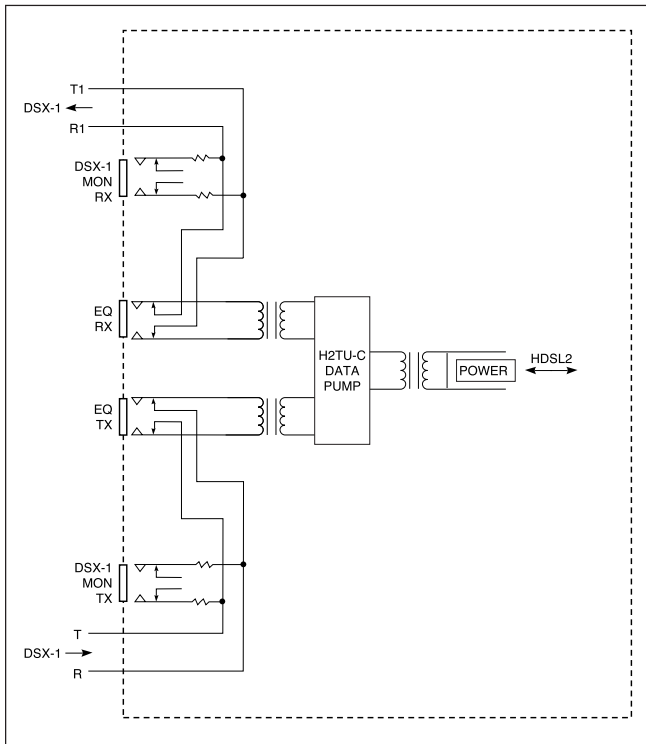 T1
DSX-1
R1
DSX-1
MON
RX
EQ
RX
H2TU-C
DATA
PUMP
POWER
HDSL2
EQ
TX
DSX-1
MON
TX
T
DSX-1
R